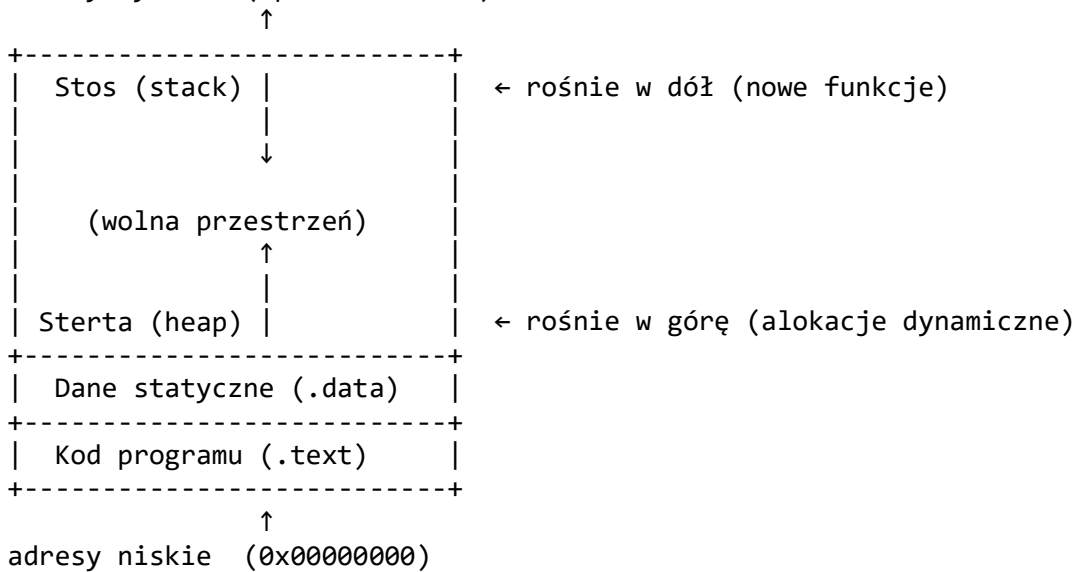 ↑
+---------------------------+
| Stos (stack) | | ← rośnie w dół (nowe funkcje)
| | |
| ↓ |
| |
| (wolna przestrzeń) |
| ↑ |
| | |
| Sterta (heap) | | ← rośnie w górę (alokacje dynamiczne)
+---------------------------+
| Dane statyczne (.data) |
+---------------------------+
| Kod programu (.text) |
+---------------------------+
↑
adresy niskie (0x00000000)